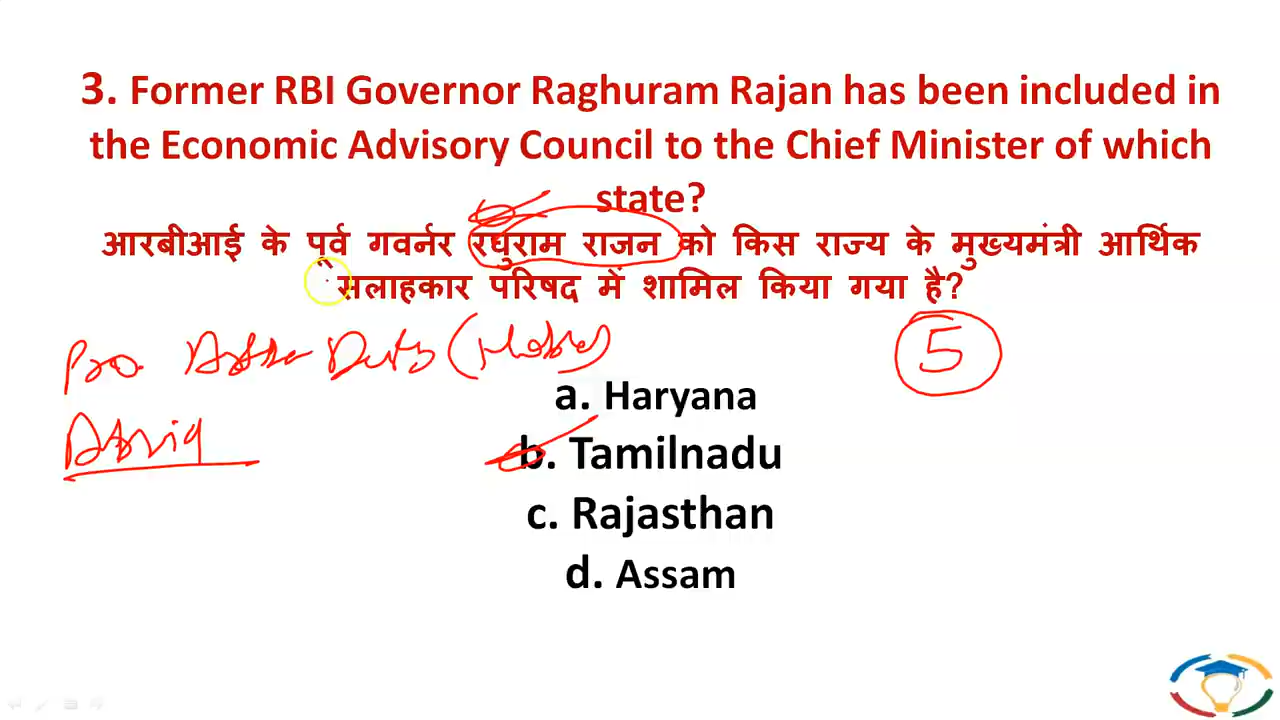 3. Former RBI Governor Raghuram Rajan has been included in
the Economic Advisory Council to the Chief Minister of which
state?
आरबीआई के पूर्व गवर्नर रघुराम राजन को किस राज्य के मुख्यमंत्री आर्थिक
सलाहकार परिषद में शामिल किया गया है?
5
a. Haryana
b. Tamilnadu
c. Rajasthan
d. Assam